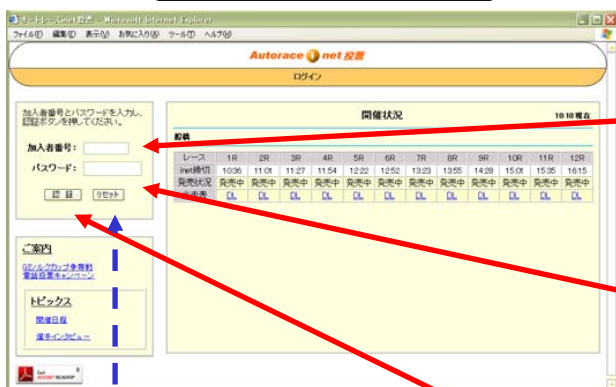 オートレースinet投票 - Microsoft Internet Explorer
ファイル(F) 編集(E) 表示(V) お気に入り(A) ツール(T) ヘルプ(H)
Autorace i net 投票
ログイン
加入者番号とパスワードを入力し、
認証ボタンを押してください。
加入者番号：
パスワード：
認 証 リセット
ご案内
電話投票キャンペーン
トピックス
開催日程
選手インタビュー
Get ADOBE READER
開催状況 10:10 現在
船橋
レース 1R 2R 3R 4R 5R 6R 7R 8R 9R 10R 11R 12R
inet締切 10:36 11:01 11:27 11:54 12:22 12:52 13:23 13:55 14:28 15:01 15:35 16:15
発売状況 発売中 発売中 発売中 発売中 発売中 発売中 発売中 発売中 発売中 発売中 発売中 発売中
出走表 DL DL DL DL DL DL DL DL DL DL DL DL